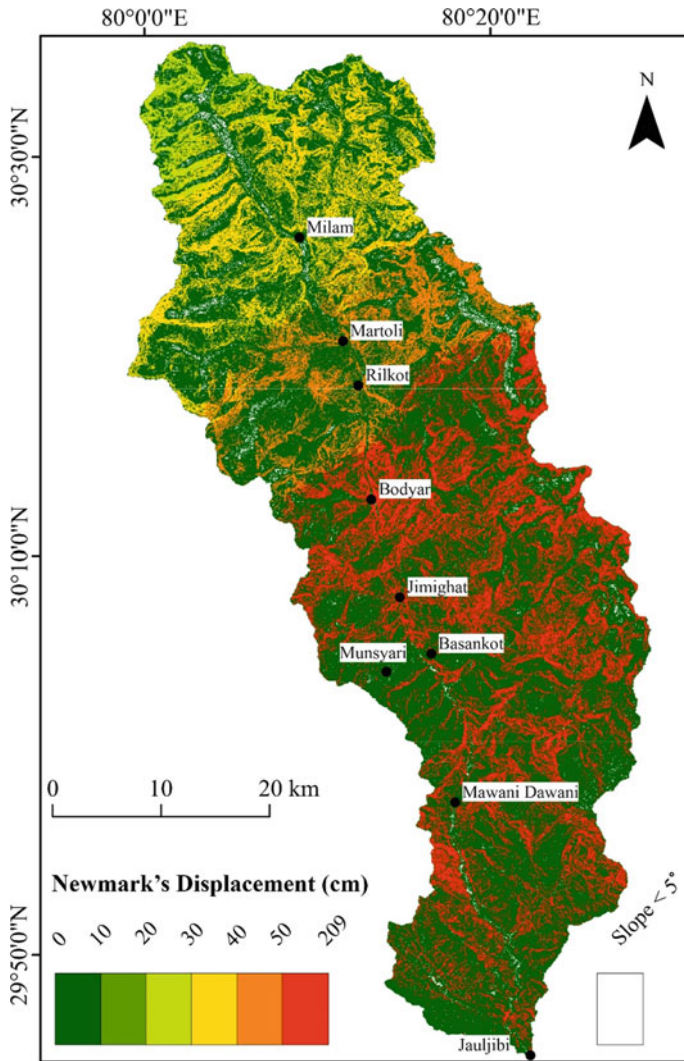 80°0'0"E
80°20'0"E
N
30°30'0"N
Milam
Martoli
Rilkot
Bodyar
30°10'0"N
Jimighat
Basankot
Munsyari
0 10 20 km
Mawani Dawani
Newmark's Displacement (cm)
0 10 20 30 40 50 209
Slope < 5°
29°50'0"N
Jauljibi